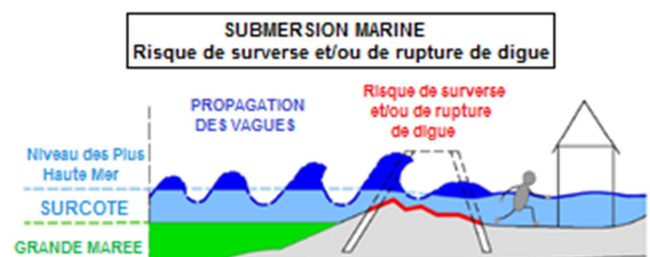 SUBMERSION MARINE
Risque de surverse et/ou de rupture de digue
PROPAGATION
DES VAGUES
Risque de surverse
et/ou de rupture
de digue
Niveau des Plus
Haute Mer
SURCOTE
GRANDE MAREE